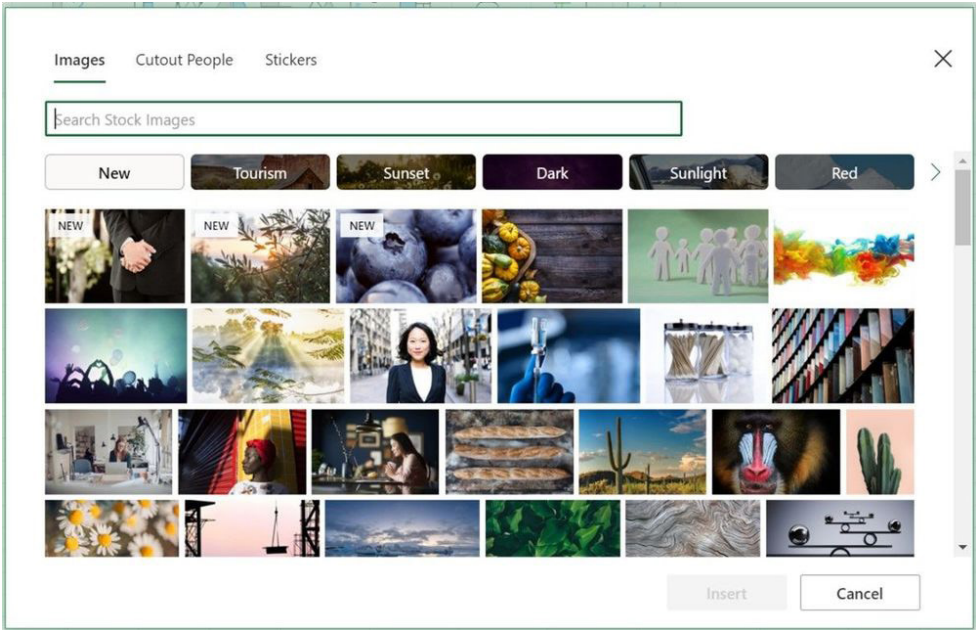 Images Cutout People Stickers
Search Stock Images
New Tourism Sunset Dark Sunlight Red
NEW NEW NEW
Insert Cancel